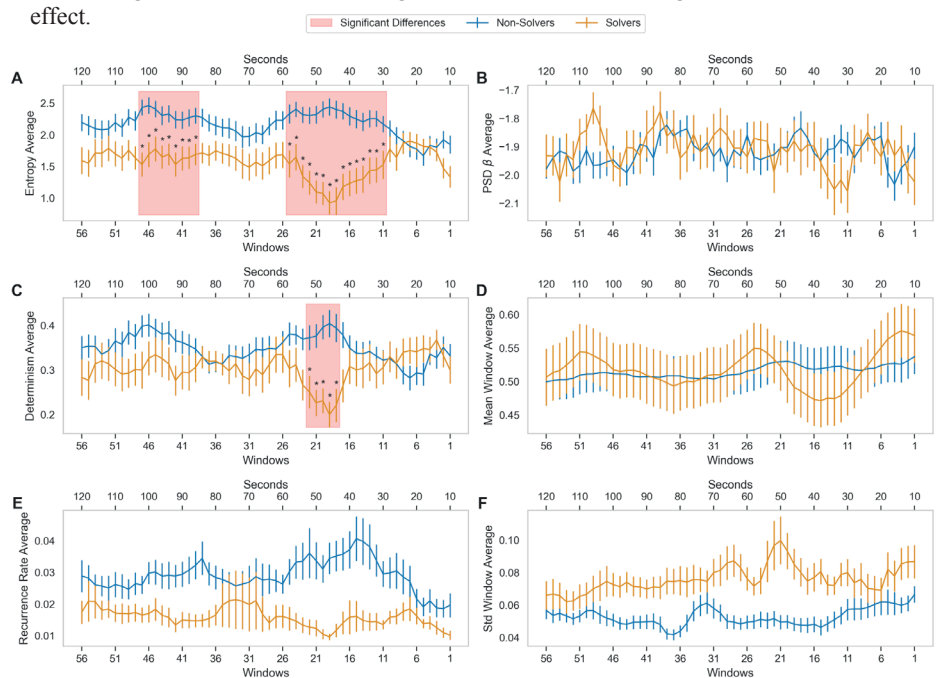 effect.
Significant Differences Non-Solvers Solvers
Seconds Seconds
120 110 100 90 80 70 60 50 40 30 20 10 120 110 100 90 80 70 60 50 40 30 20 10
A B
Entropy Average
2.5
2.0
1.5
1.0
PSD β Average
−1.7
−1.8
−1.9
−2.0
−2.1
56 51 46 41 36 31 26 21 16 11 6 1 56 51 46 41 36 31 26 21 16 11 6 1
Windows Windows
Seconds Seconds
120 110 100 90 80 70 60 50 40 30 20 10 120 110 100 90 80 70 60 50 40 30 20 10
C D
Determinism Average
0.4
0.3
0.2
Mean Window Average
0.60
0.55
0.50
0.45
56 51 46 41 36 31 26 21 16 11 6 1 56 51 46 41 36 31 26 21 16 11 6 1
Windows Windows
Seconds Seconds
120 110 100 90 80 70 60 50 40 30 20 10 120 110 100 90 80 70 60 50 40 30 20 10
E F
Recurrence Rate Average
0.04
0.03
0.02
0.01
Std Window Average
0.10
0.08
0.06
0.04
56 51 46 41 36 31 26 21 16 11 6 1 56 51 46 41 36 31 26 21 16 11 6 1
Windows Windows